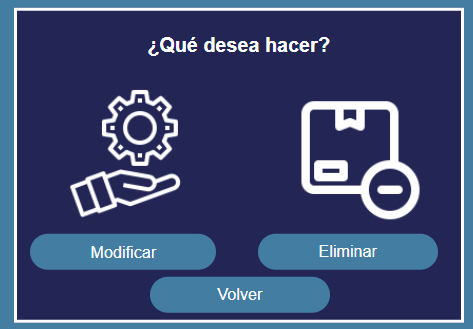 ¿Qué desea hacer?
Modificar
Eliminar
Volver